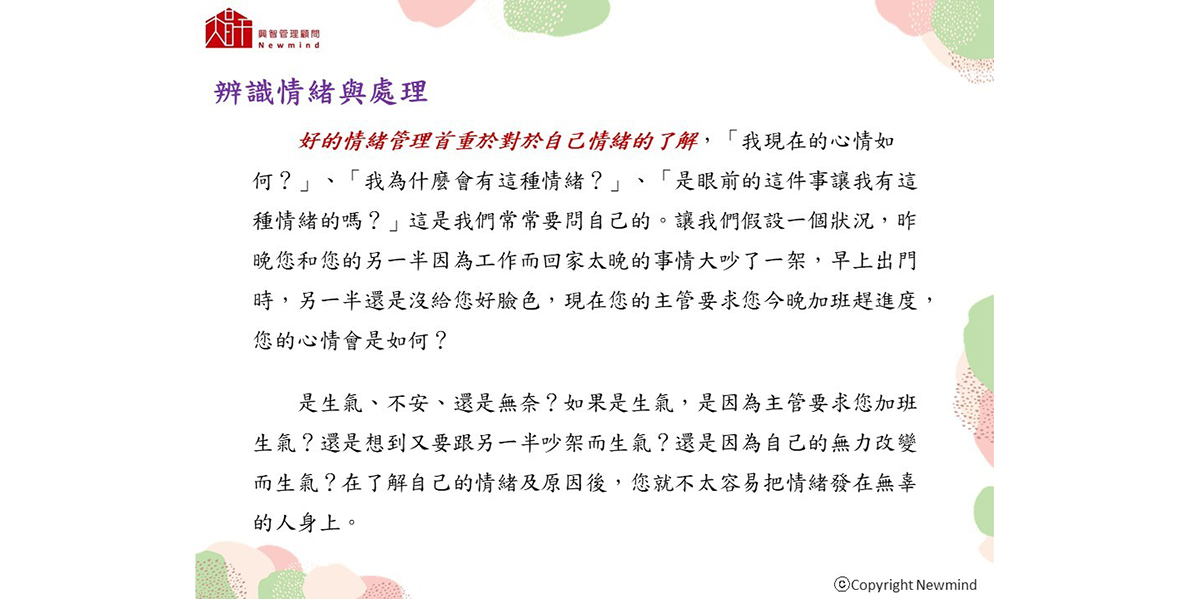 興智管理顧問
Newmind
辨識情緒與處理
好的情緒管理首重於對於自己情緒的了解，「我現在的心情如
何？」、「我為什麼會有這種情緒？」、「是眼前的這件事讓我有這
種情緒的嗎？」這是我們常常要問自己的。讓我們假設一個狀況，昨
晚您和您的另一半因為工作而回家太晚的事情大吵了一架，早上出門
時，另一半還是沒給您好臉色，現在您的主管要求您今晚加班趕進度，
您的心情會是如何？
是生氣、不安、還是無奈？如果是生氣，是因為主管要求您加班
生氣？還是想到又要跟另一半吵架而生氣？還是因為自己的無力改變
而生氣？在了解自己的情緒及原因後，您就不太容易把情緒發在無辜
的人身上。
©Copyright Newmind